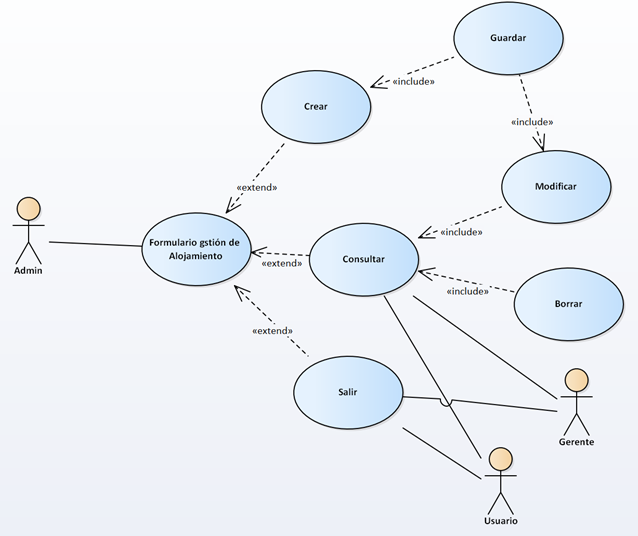 Guardar
«include»
Crear
«include»
«extend»
Modificar
«include»
Admin
Formulario gstión de
Alojamiento
«extend»
Consultar
«include»
Borrar
«extend»
Salir
Gerente
Usuario